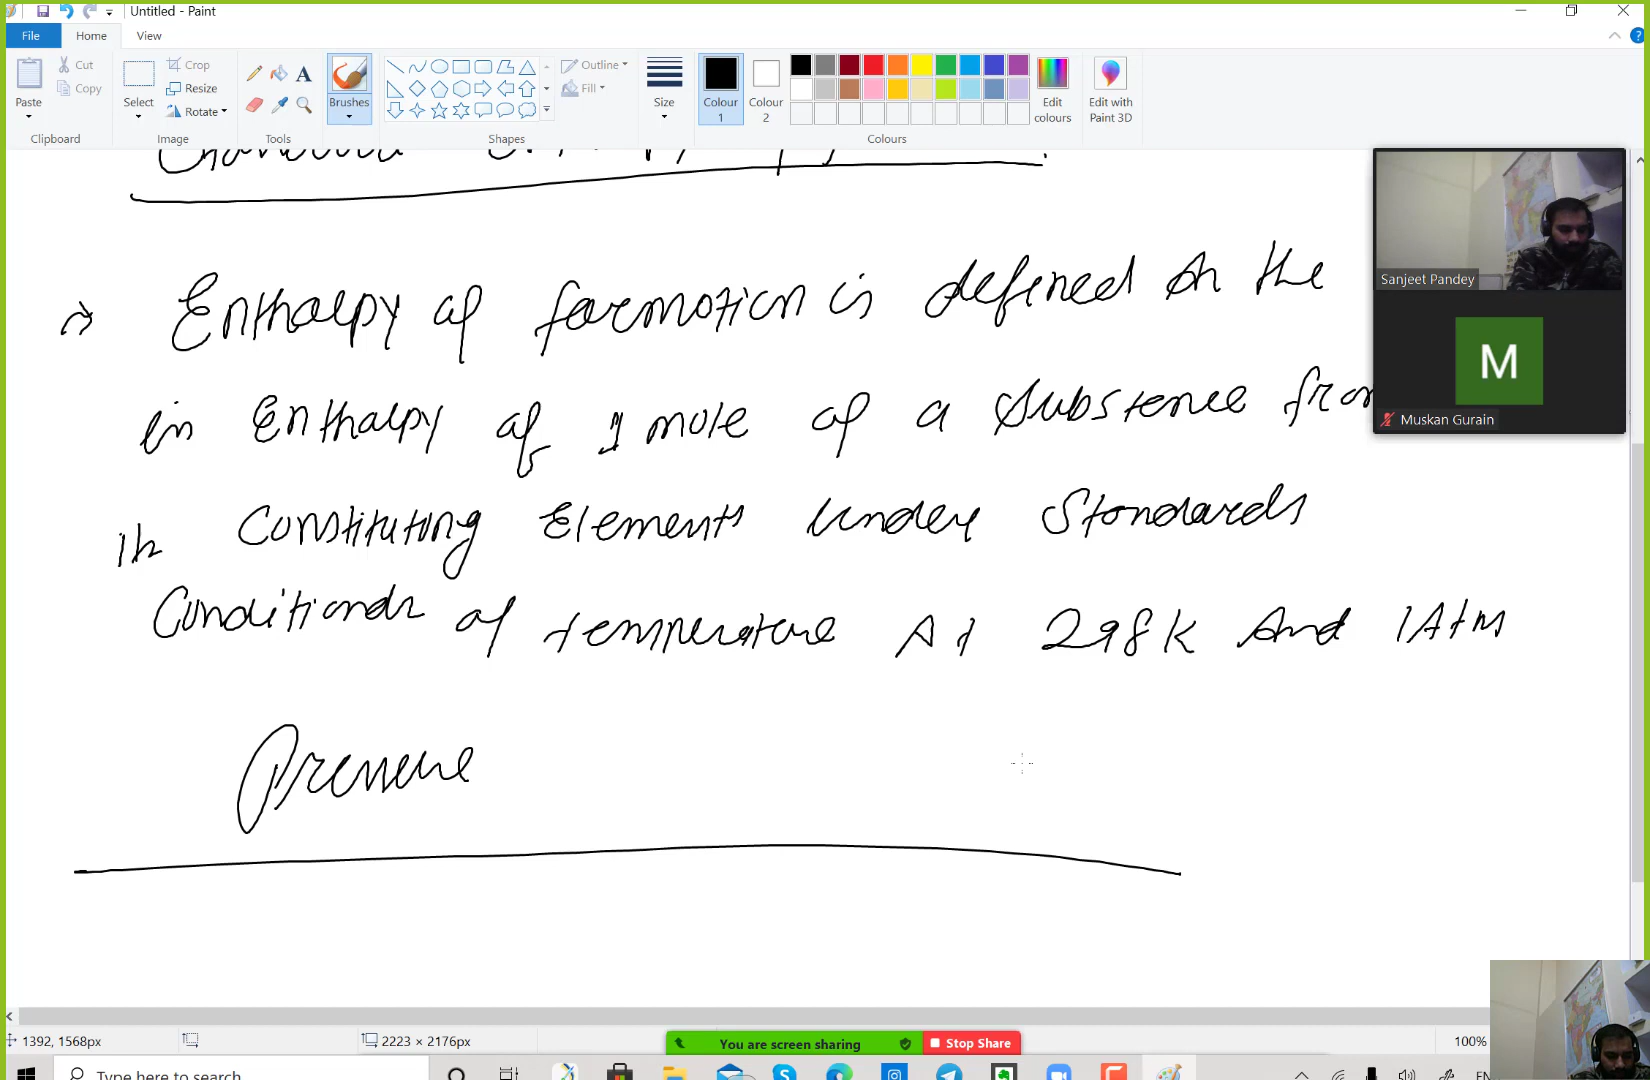 Untitled - Paint
File Home View
Cut
Copy
Paste
Clipboard
Select
Crop
Resize
Rotate
Image
Tools
Brushes
Shapes
Outline
Fill
Size
Colour 1
Colour 2
Edit colours
Edit with Paint 3D
Colours
Enthalpy of formation is defined as the
in Enthalpy of 1 mole of a Substence from
Constituting Elements Under Standards
Conditions of temperature At 298K And 1Atm
Pressure
Sanjeet Pandey
M
Muskan Gurain
1392, 1568px
2223 × 2176px
You are screen sharing
Stop Share
100%
Type here to search